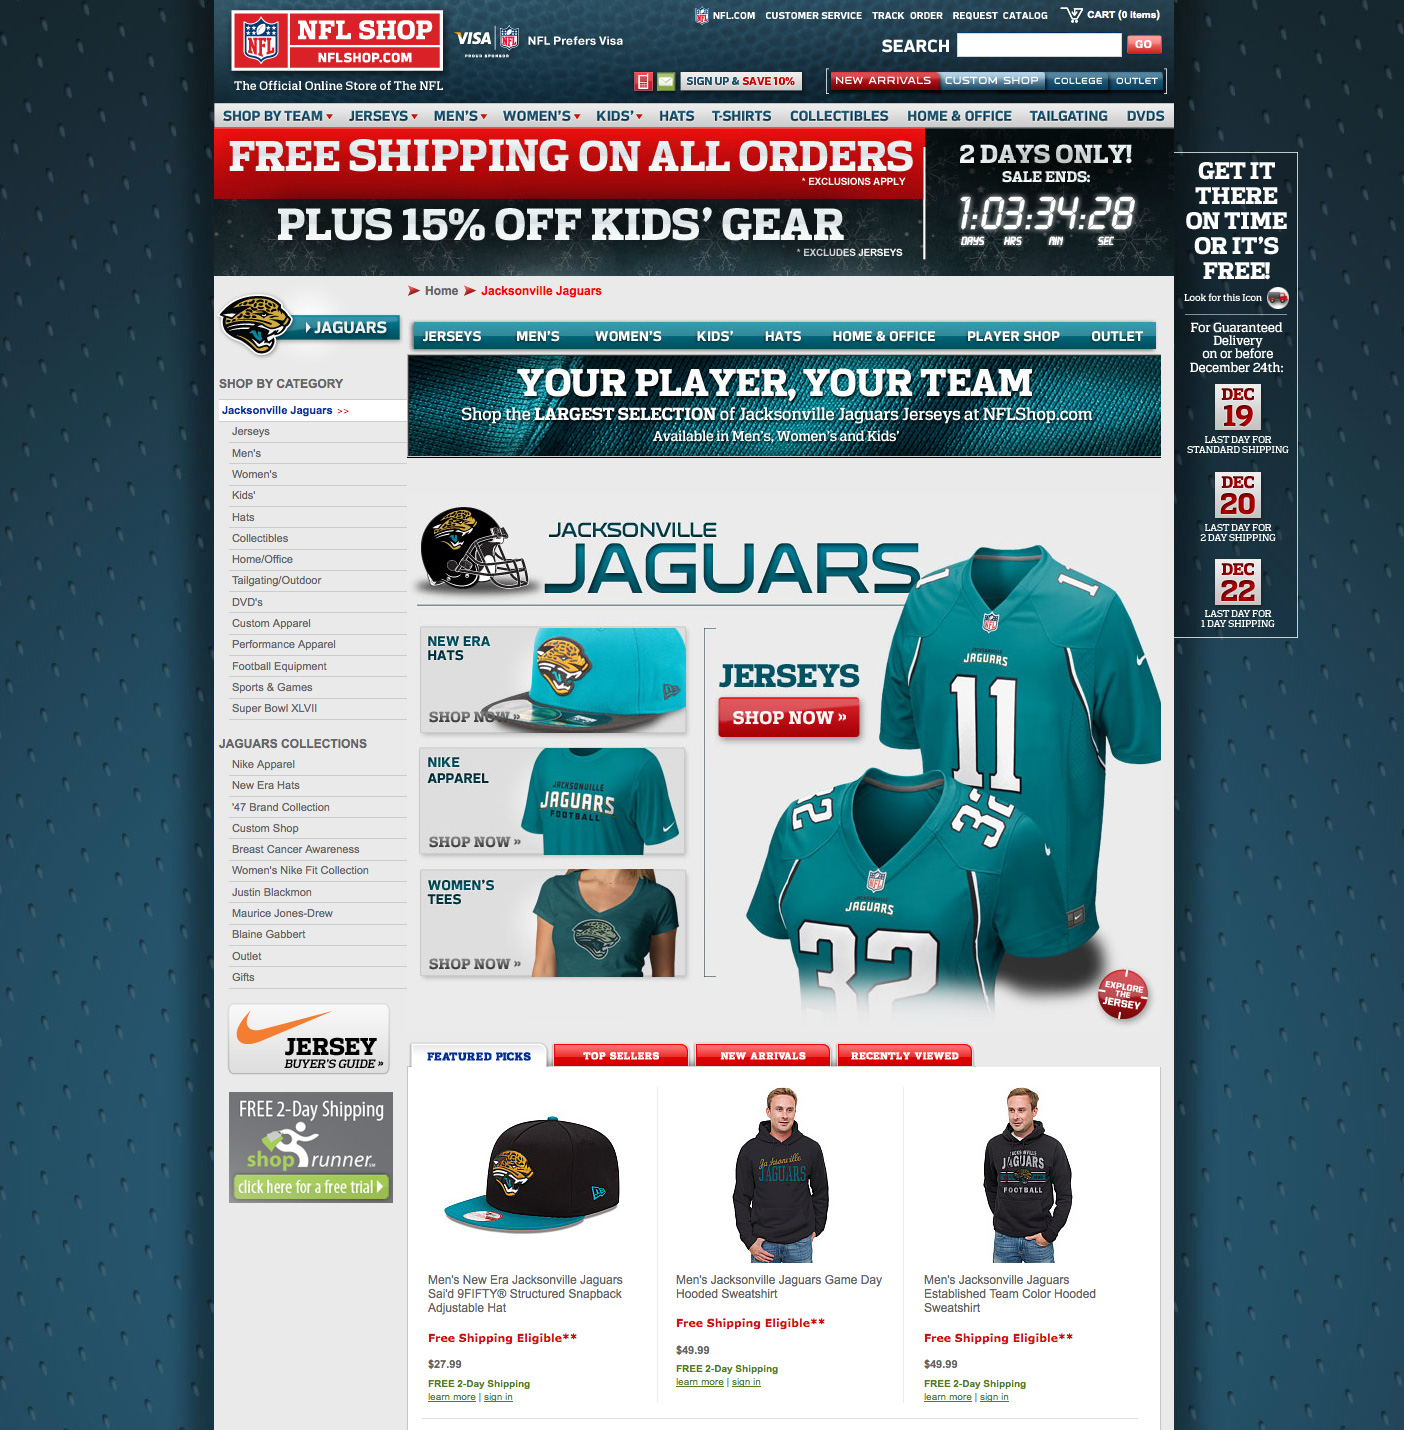 NFL SHOP
NFLSHOP.COM
The Official Online Store of The NFL
VISA
PROUD SPONSOR
NFL
NFL Prefers Visa
NFL.COM CUSTOMER SERVICE TRACK ORDER REQUEST CATALOG CART (0 items)
SEARCH GO
SIGN UP & SAVE 10%
NEW ARRIVALS CUSTOM SHOP COLLEGE OUTLET
SHOP BY TEAM JERSEYS MEN'S WOMEN'S KIDS' HATS T-SHIRTS COLLECTIBLES HOME & OFFICE TAILGATING DVDS
FREE SHIPPING ON ALL ORDERS
* EXCLUSIONS APPLY
PLUS 15% OFF KIDS' GEAR
* EXCLUDES JERSEYS
2 DAYS ONLY!
SALE ENDS:
1:03:34:28
DAYS HRS MIN SEC
GET IT
THERE
ON TIME
OR IT'S
FREE!
Look for this Icon
For Guaranteed
Delivery
on or before
December 24th:
DEC
19
LAST DAY FOR
STANDARD SHIPPING
DEC
20
LAST DAY FOR
2 DAY SHIPPING
DEC
22
LAST DAY FOR
1 DAY SHIPPING
JAGUARS
SHOP BY CATEGORY
Jacksonville Jaguars >>
Jerseys
Men's
Women's
Kids'
Hats
Collectibles
Home/Office
Tailgating/Outdoor
DVD's
Custom Apparel
Performance Apparel
Football Equipment
Sports & Games
Super Bowl XLVII
JAGUARS COLLECTIONS
Nike Apparel
New Era Hats
'47 Brand Collection
Custom Shop
Breast Cancer Awareness
Women's Nike Fit Collection
Justin Blackmon
Maurice Jones-Drew
Blaine Gabbert
Outlet
Gifts
JERSEY
BUYER'S GUIDE »
FREE 2-Day Shipping
shoprunner
click here for a free trial
Home Jacksonville Jaguars
JERSEYS MEN'S WOMEN'S KIDS' HATS HOME & OFFICE PLAYER SHOP OUTLET
YOUR PLAYER, YOUR TEAM
Shop the LARGEST SELECTION of Jacksonville Jaguars Jerseys at NFLShop.com
Available in Men's, Women's and Kids'
JACKSONVILLE
JAGUARS
NEW ERA
HATS
SHOP NOW »
NIKE
APPAREL
SHOP NOW »
JACKSONVILLE
JAGUARS
FOOTBALL
WOMEN'S
TEES
SHOP NOW »
JERSEYS
SHOP NOW »
11
NFL
JACKSONVILLE
JAGUARS
11
32
32
NFL
JAGUARS
32
EXPLORE
THE
JERSEY
FEATURED PICKS TOP SELLERS NEW ARRIVALS RECENTLY VIEWED
Jacksonville
JAGUARS
JACKSONVILLE
JAGUARS
FOOTBALL
Men's New Era Jacksonville Jaguars
Sai'd 9FIFTY® Structured Snapback
Adjustable Hat
Free Shipping Eligible**
$27.99
FREE 2-Day Shipping
learn more | sign in
Men's Jacksonville Jaguars Game Day
Hooded Sweatshirt
Free Shipping Eligible**
$49.99
FREE 2-Day Shipping
learn more | sign in
Men's Jacksonville Jaguars
Established Team Color Hooded
Sweatshirt
Free Shipping Eligible**
$49.99
FREE 2-Day Shipping
learn more | sign in